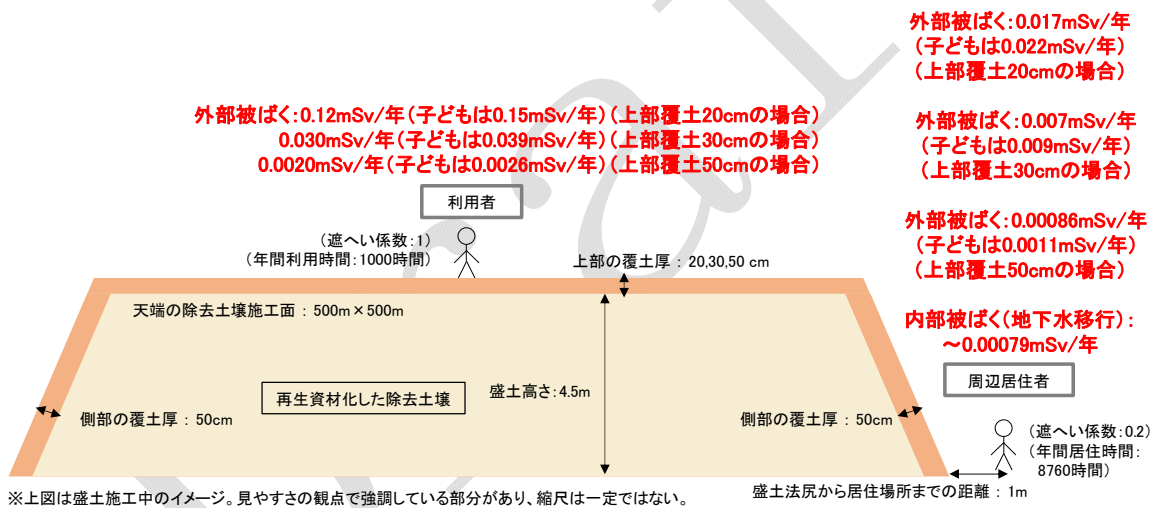 外部被ばく:0.12mSv/年(子どもは0.15mSv/年)(上部覆土20cmの場合)
0.030mSv/年(子どもは0.039mSv/年)(上部覆土30cmの場合)
0.0020mSv/年(子どもは0.0026mSv/年)(上部覆土50cmの場合)
利用者
(遮へい係数:1)
(年間利用時間:1000時間)
上部の覆土厚 : 20,30,50 cm
天端の除去土壌施工面 : 500m×500m
再生資材化した除去土壌
盛土高さ:4.5m
側部の覆土厚 : 50cm
側部の覆土厚 : 50cm
外部被ばく:0.017mSv/年
(子どもは0.022mSv/年)
(上部覆土20cmの場合)
外部被ばく:0.007mSv/年
(子どもは0.009mSv/年)
(上部覆土30cmの場合)
外部被ばく:0.00086mSv/年
(子どもは0.0011mSv/年)
(上部覆土50cmの場合)
内部被ばく(地下水移行):
~0.00079mSv/年
周辺居住者
(遮へい係数:0.2)
(年間居住時間:
8760時間)
盛土法尻から居住場所までの距離 : 1m
※上図は盛土施工中のイメージ。見やすさの観点で強調している部分があり、縮尺は一定ではない。